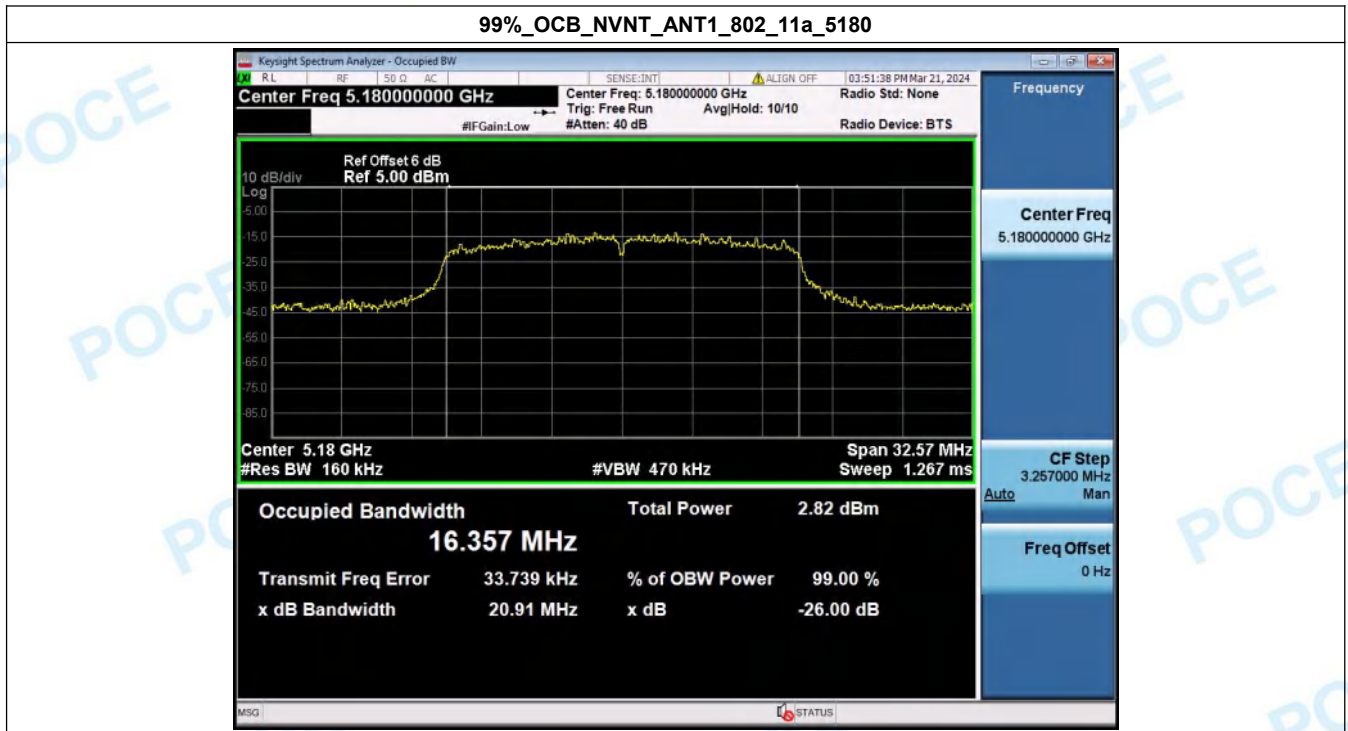 99%_OCB_NVNT_ANT1_802_11a_5180
Keysight Spectrum Analyzer - Occupied BW
LXI RL RF 50 Ω AC SENSE:INT ALIGN OFF 03:51:38 PM Mar 21, 2024
Center Freq 5.180000000 GHz
Center Freq: 5.180000000 GHz Radio Std: None
Trig: Free Run Avg|Hold: 10/10
#IFGain:Low #Atten: 40 dB Radio Device: BTS
Ref Offset 6 dB
10 dB/div Ref 5.00 dBm
Log
-5.00
-15.0
-25.0
-35.0
-45.0
-55.0
-65.0
-75.0
-85.0
Center 5.18 GHz Span 32.57 MHz
#Res BW 160 kHz #VBW 470 kHz Sweep 1.267 ms
Occupied Bandwidth Total Power 2.82 dBm
16.357 MHz
Transmit Freq Error 33.739 kHz % of OBW Power 99.00 %
x dB Bandwidth 20.91 MHz x dB -26.00 dB
MSG STATUS
Frequency
Center Freq
5.180000000 GHz
CF Step
3.257000 MHz
Auto Man
Freq Offset
0 Hz
POCE
POCE
POCE
POCE
POCE